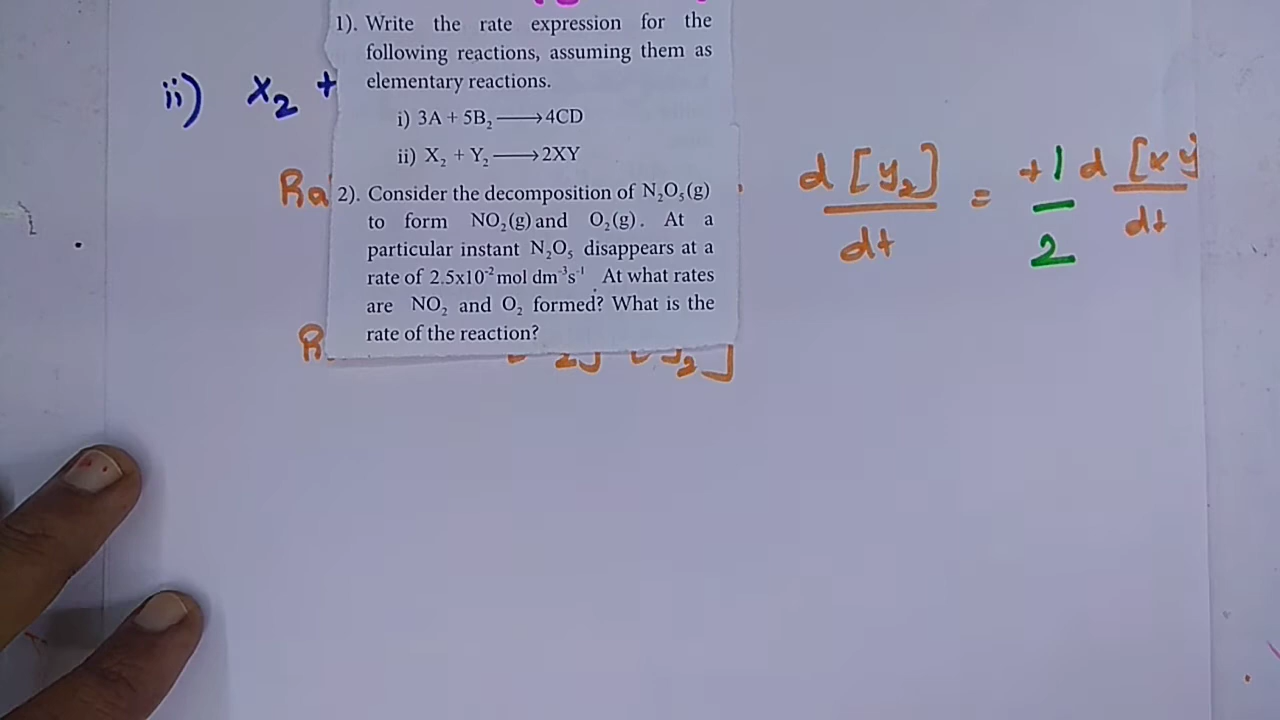 1). Write the rate expression for the
following reactions, assuming them as
elementary reactions.
i) 3A + 5B₂ ⟶ 4CD
ii) X₂ + Y₂ ⟶ 2XY
2). Consider the decomposition of N₂O₅(g)
to form NO₂(g) and O₂(g). At a
particular instant N₂O₅ disappears at a
rate of 2.5x10⁻² mol dm⁻³s⁻¹. At what rates
are NO₂ and O₂ formed? What is the
rate of the reaction?
ii) x₂ +
Ra
d[y₂]/dt = +1/2 d[xy]/dt
R